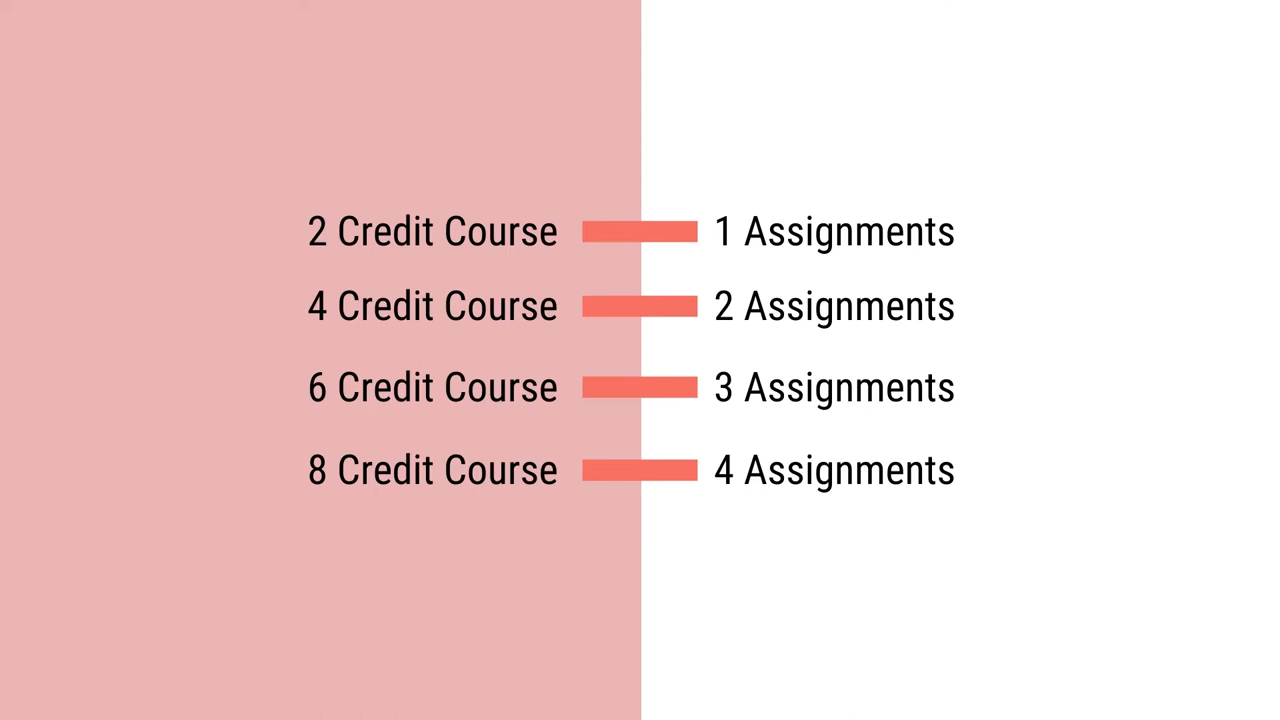 2 Credit Course 1 Assignments
4 Credit Course 2 Assignments
6 Credit Course 3 Assignments
8 Credit Course 4 Assignments